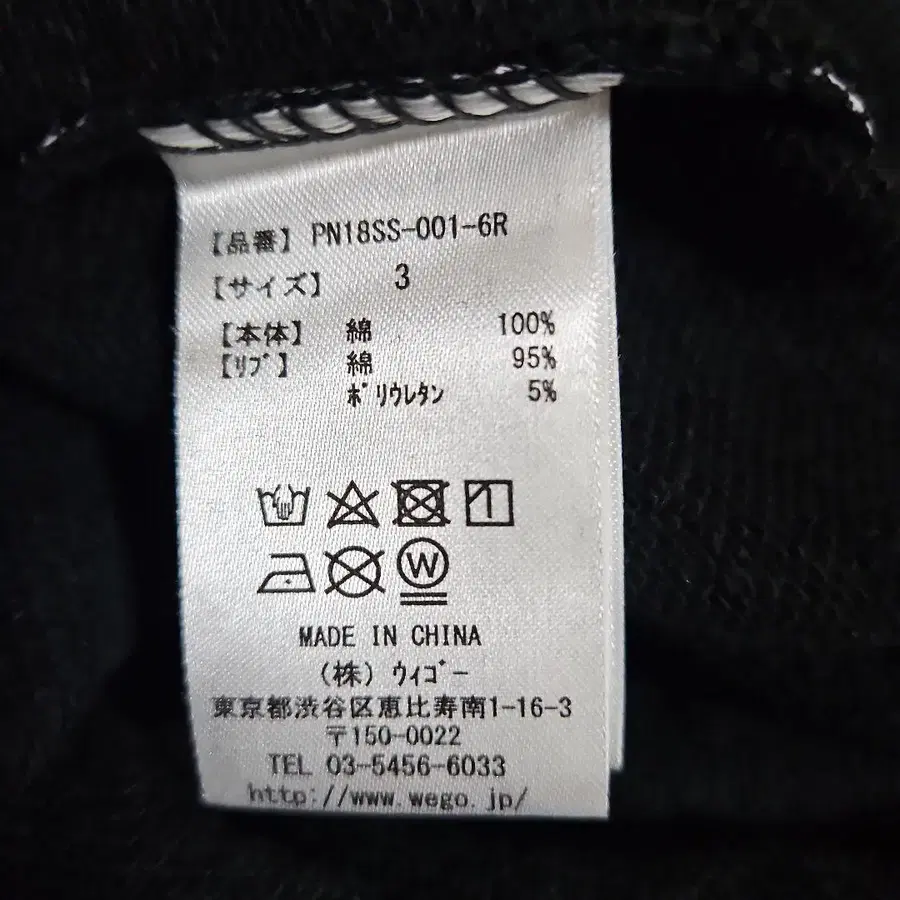 【品番】 PN18SS-001-6R
【サイズ】 3
【本体】 綿 100%
【ﾘﾌﾞ】 綿 95%
ﾎﾟﾘｳﾚﾀﾝ 5%
W
MADE IN CHINA
(株) ｳｨｺﾞｰ
東京都渋谷区恵比寿南1-16-3
〒150-0022
TEL 03-5456-6033
http://www.wego.jp/